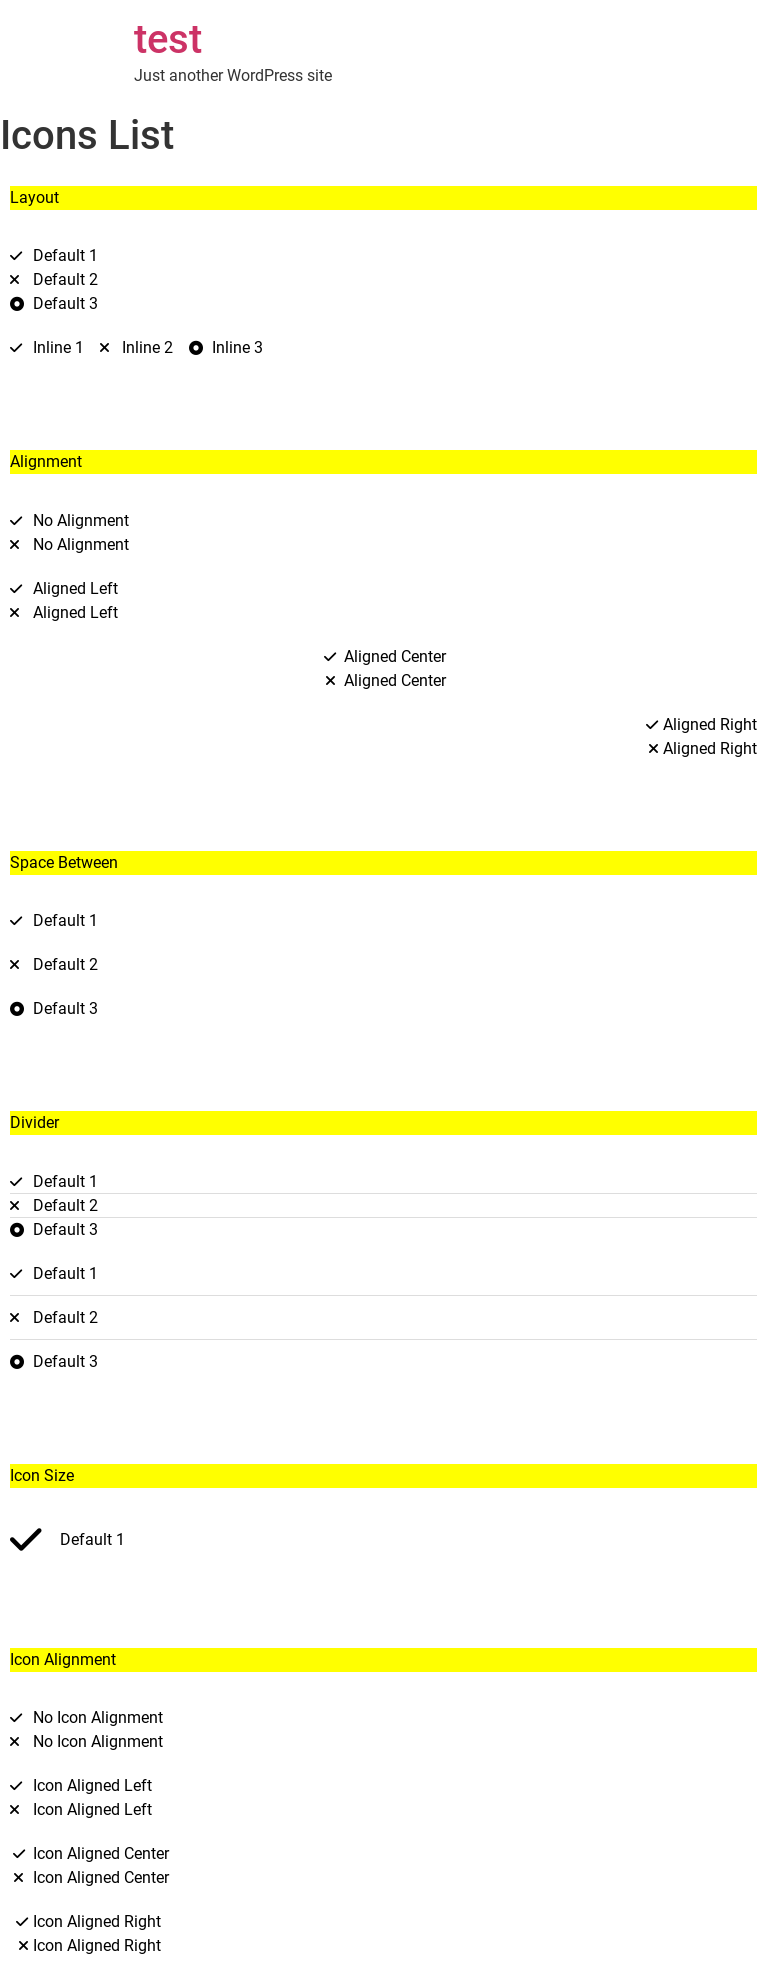 test
Just another WordPress site
Icons List
Layout
Default 1
Default 2
Default 3
Inline 1 Inline 2 Inline 3
Alignment
No Alignment
No Alignment
Aligned Left
Aligned Left
Aligned Center
Aligned Center
Aligned Right
Aligned Right
Space Between
Default 1
Default 2
Default 3
Divider
Default 1
Default 2
Default 3
Default 1
Default 2
Default 3
Icon Size
Default 1
Icon Alignment
No Icon Alignment
No Icon Alignment
Icon Aligned Left
Icon Aligned Left
Icon Aligned Center
Icon Aligned Center
Icon Aligned Right
Icon Aligned Right